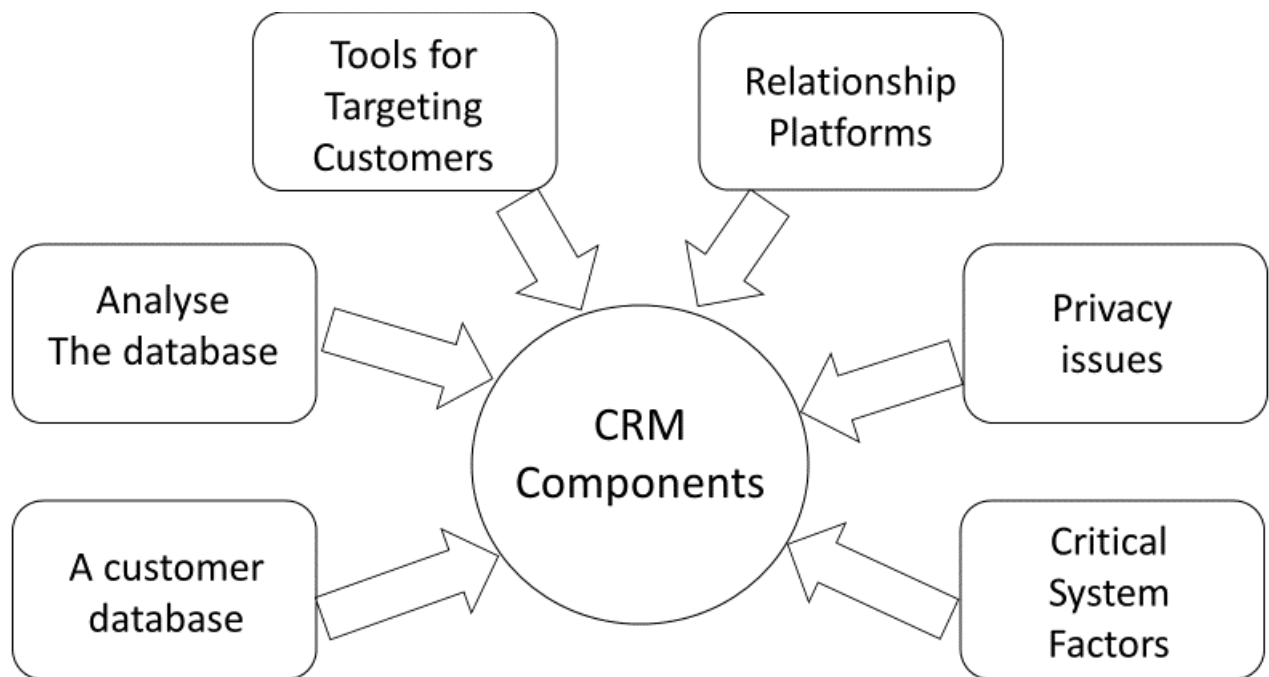 Tools for
Targeting
Customers
Relationship
Platforms
Analyse
The database
Privacy
issues
CRM
Components
A customer
database
Critical
System
Factors